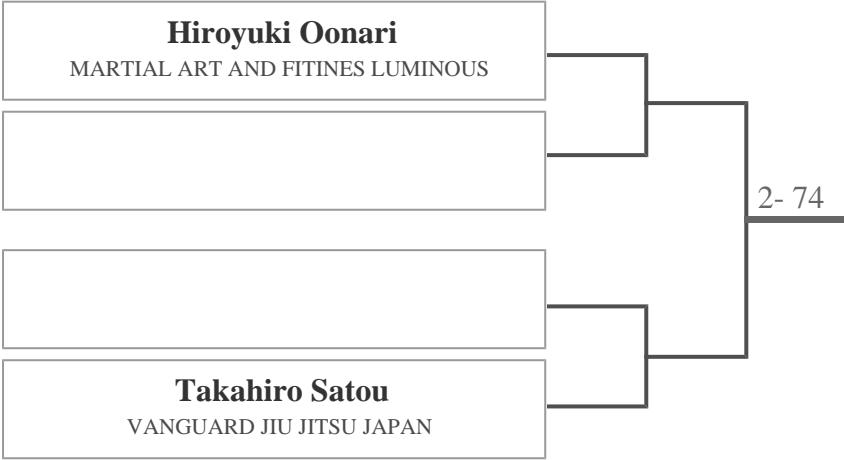 Hiroyuki Oonari
MARTIAL ART AND FITINES LUMINOUS
2- 74
Takahiro Satou
VANGUARD JIU JITSU JAPAN